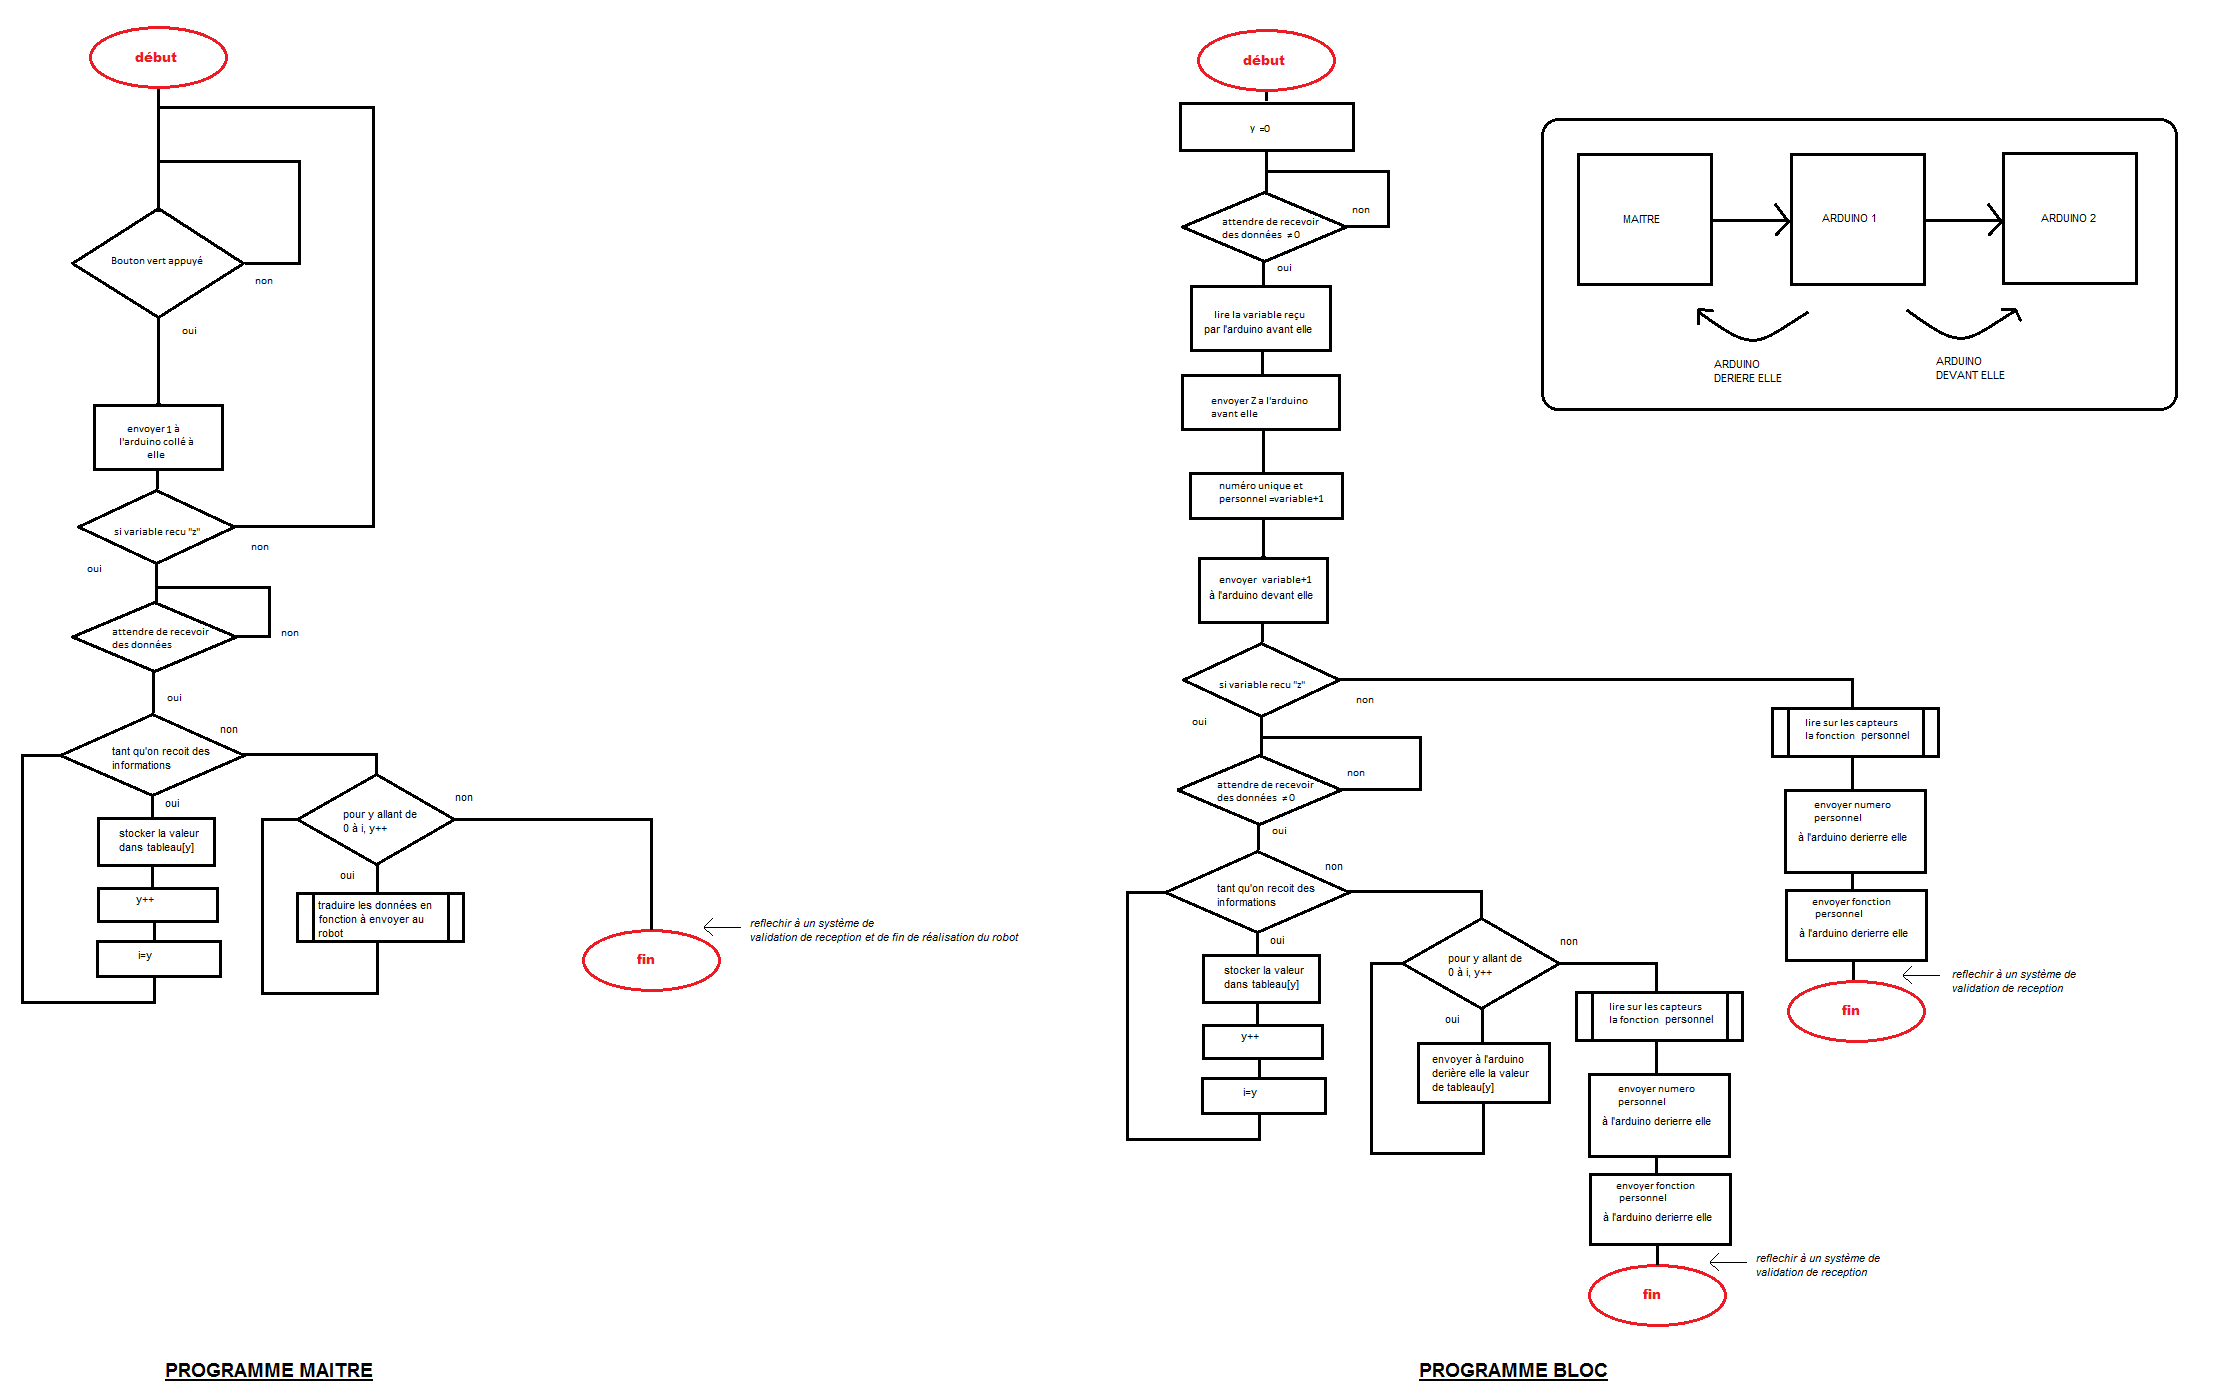 début
Bouton vert appuyé
non
oui
envoyer 1 à
l'arduino collé à
elle
si variable recu "z"
non
oui
attendre de recevoir
des données
non
oui
non
tant qu'on recoit des
informations
oui
stocker la valeur
dans tableau[y]
y++
i=y
non
pour y allant de
0 à i, y++
oui
traduire les données en
fonction à envoyer au
robot
fin
reflechir à un système de
validation de reception et de fin de réalisation du robot
PROGRAMME MAITRE
début
y =0
attendre de recevoir
des données ≠ 0
non
oui
lire la variable reçu
par l'arduino avant elle
envoyer Z a l'arduino
avant elle
numéro unique et
personnel =variable+1
envoyer variable+1
à l'arduino devant elle
si variable recu "z"
non
oui
attendre de recevoir
des données ≠ 0
non
oui
non
tant qu'on recoit des
informations
oui
stocker la valeur
dans tableau[y]
y++
i=y
non
pour y allant de
0 à i, y++
oui
envoyer à l'arduino
derière elle la valeur
de tableau[y]
lire sur les capteurs
la fonction personnel
envoyer numero
personnel
à l'arduino derierre elle
envoyer fonction
personnel
à l'arduino derierre elle
reflechir à un système de
validation de reception
fin
lire sur les capteurs
la fonction personnel
envoyer numero
personnel
à l'arduino derierre elle
envoyer fonction
personnel
à l'arduino derierre elle
reflechir à un système de
validation de reception
fin
PROGRAMME BLOC
MAITRE
ARDUINO 1
ARDUINO 2
ARDUINO
DERIERE ELLE
ARDUINO
DEVANT ELLE